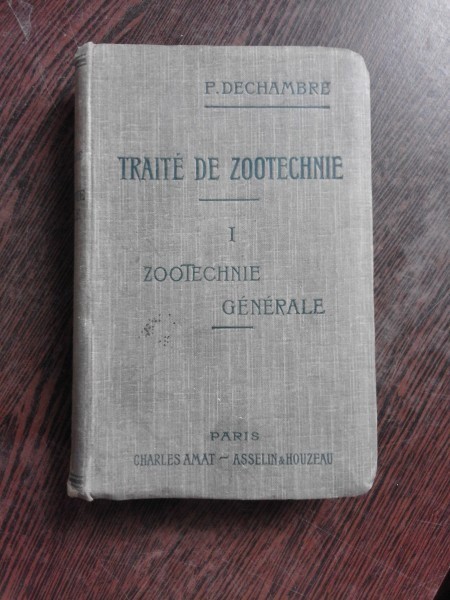 P. DECHAMBRE
TRAITÉ DE ZOOTECHNIE
I
ZOOTECHNIE
GÉNÉRALE
PARIS
CHARLES AMAT - ASSELIN & HOUZEAU